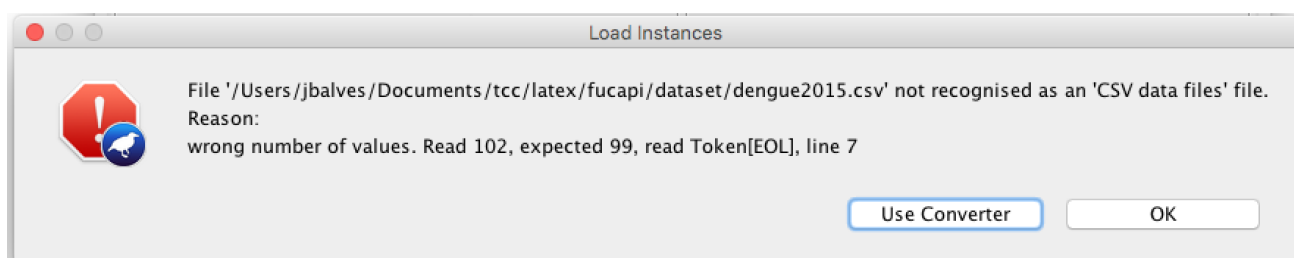 Load Instances
File '/Users/jbalves/Documents/tcc/latex/fucapi/dataset/dengue2015.csv' not recognised as an 'CSV data files' file.
Reason:
wrong number of values. Read 102, expected 99, read Token[EOL], line 7
Use Converter
OK